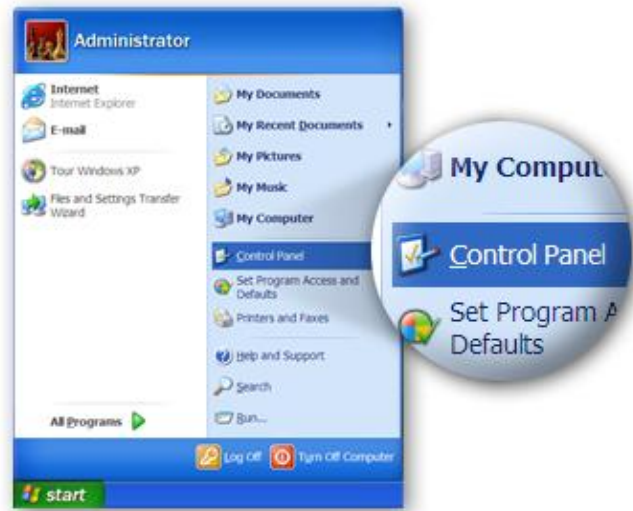 Administrator
Internet
Internet Explorer
E-mail
Tour Windows XP
Files and Settings Transfer
Wizard
All Programs
My Documents
My Recent Documents
My Pictures
My Music
My Computer
Control Panel
Set Program Access and
Defaults
Printers and Faxes
Help and Support
Search
Run...
Log Off
Turn Off Computer
start
My Comput
Control Panel
Set Program A
Defaults